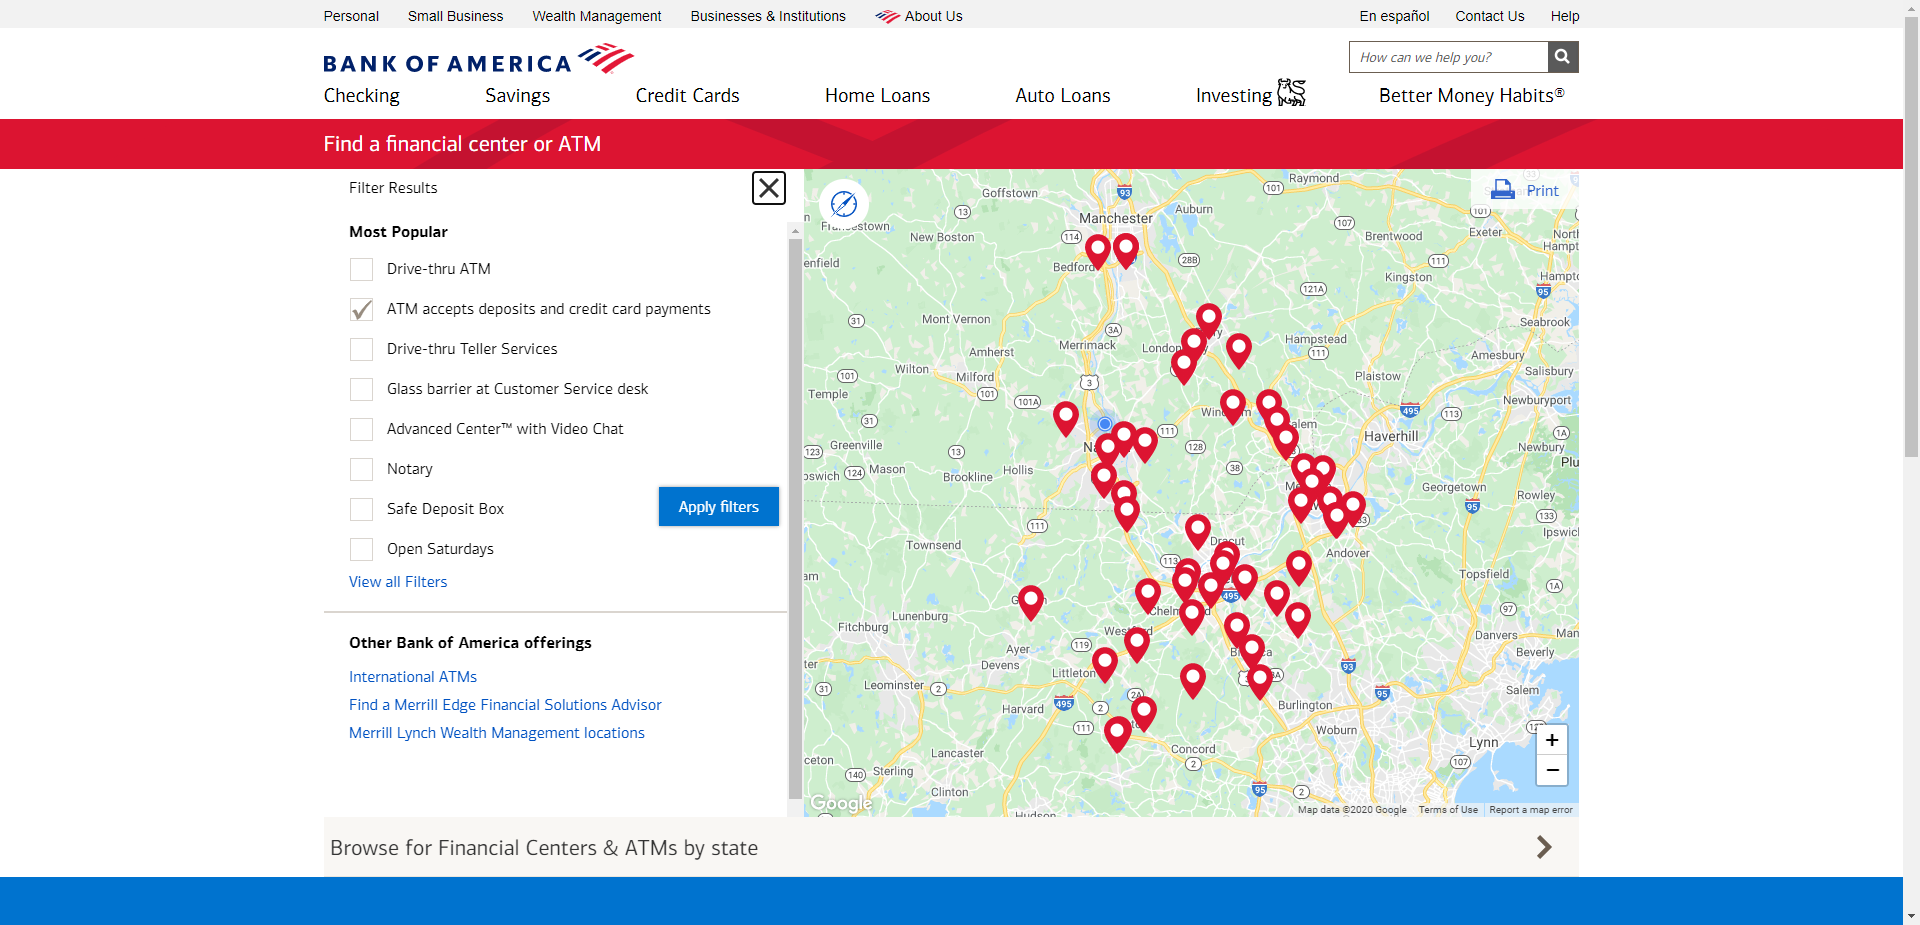 Personal Small Business Wealth Management Businesses & Institutions About Us En español Contact Us Help
BANK OF AMERICA
How can we help you?
Checking Savings Credit Cards Home Loans Auto Loans Investing Better Money Habits®
Find a financial center or ATM
Filter Results
Most Popular
Drive-thru ATM
ATM accepts deposits and credit card payments
Drive-thru Teller Services
Glass barrier at Customer Service desk
Advanced Center™ with Video Chat
Notary
Safe Deposit Box
Apply filters
Open Saturdays
View all Filters
Other Bank of America offerings
International ATMs
Find a Merrill Edge Financial Solutions Advisor
Merrill Lynch Wealth Management locations
Print
Raymond
Goffstown
Manchester
Auburn
New Boston
Brentwood
Exeter
Bedford
Kingston
Mont Vernon
Seabrook
Merrimack
Hampstead
Amherst
Amesbury
Wilton
Milford
Plaistow
Salisbury
Temple
Newburyport
Haverhill
Greenville
Newbury
Mason
Hollis
Brookline
Georgetown
Rowley
Townsend
Dracut
Andover
Topsfield
Lunenburg
Fitchburg
Danvers
Beverly
Ayer
Devens
Littleton
Leominster
Harvard
Salem
Burlington
Woburn
Lynn
Concord
Lancaster
Sterling
Clinton
Hudson
+
−
Google
Map data ©2020 Google Terms of Use Report a map error
Browse for Financial Centers & ATMs by state